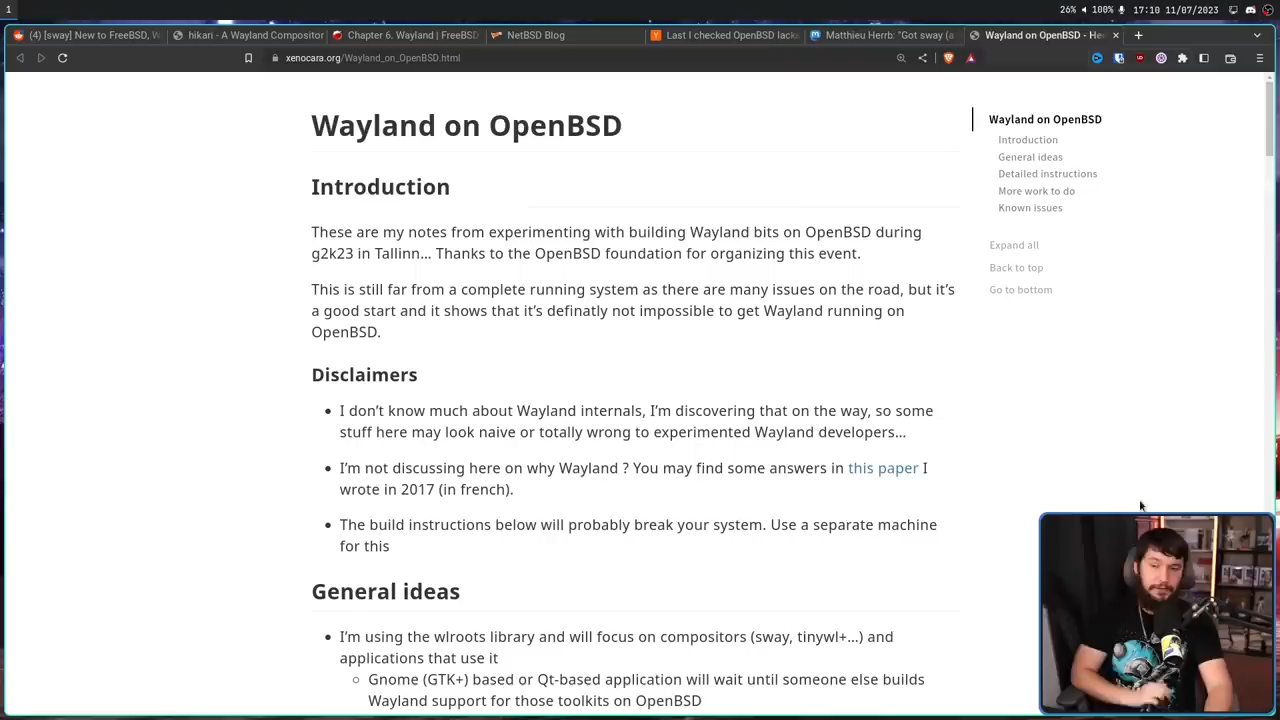 1
26% 100% 17:10 11/07/2023
(4) [sway] New to FreeBSD, W
hikari - A Wayland Compositor
Chapter 6. Wayland | FreeBSD
NetBSD Blog
Last I checked OpenBSD lacke
Matthieu Herrb: "Got sway (a
Wayland on OpenBSD - He
xenocara.org/Wayland_on_OpenBSD.html
Wayland on OpenBSD
Introduction
These are my notes from experimenting with building Wayland bits on OpenBSD during
g2k23 in Tallinn… Thanks to the OpenBSD foundation for organizing this event.
This is still far from a complete running system as there are many issues on the road, but it's
a good start and it shows that it's definatly not impossible to get Wayland running on
OpenBSD.
Disclaimers
I don't know much about Wayland internals, I'm discovering that on the way, so some
stuff here may look naive or totally wrong to experimented Wayland developers…
I'm not discussing here on why Wayland ? You may find some answers in this paper I
wrote in 2017 (in french).
The build instructions below will probably break your system. Use a separate machine
for this
General ideas
I'm using the wlroots library and will focus on compositors (sway, tinywl+…) and
applications that use it
Gnome (GTK+) based or Qt-based application will wait until someone else builds
Wayland support for those toolkits on OpenBSD
Wayland on OpenBSD
Introduction
General ideas
Detailed instructions
More work to do
Known issues
Expand all
Back to top
Go to bottom